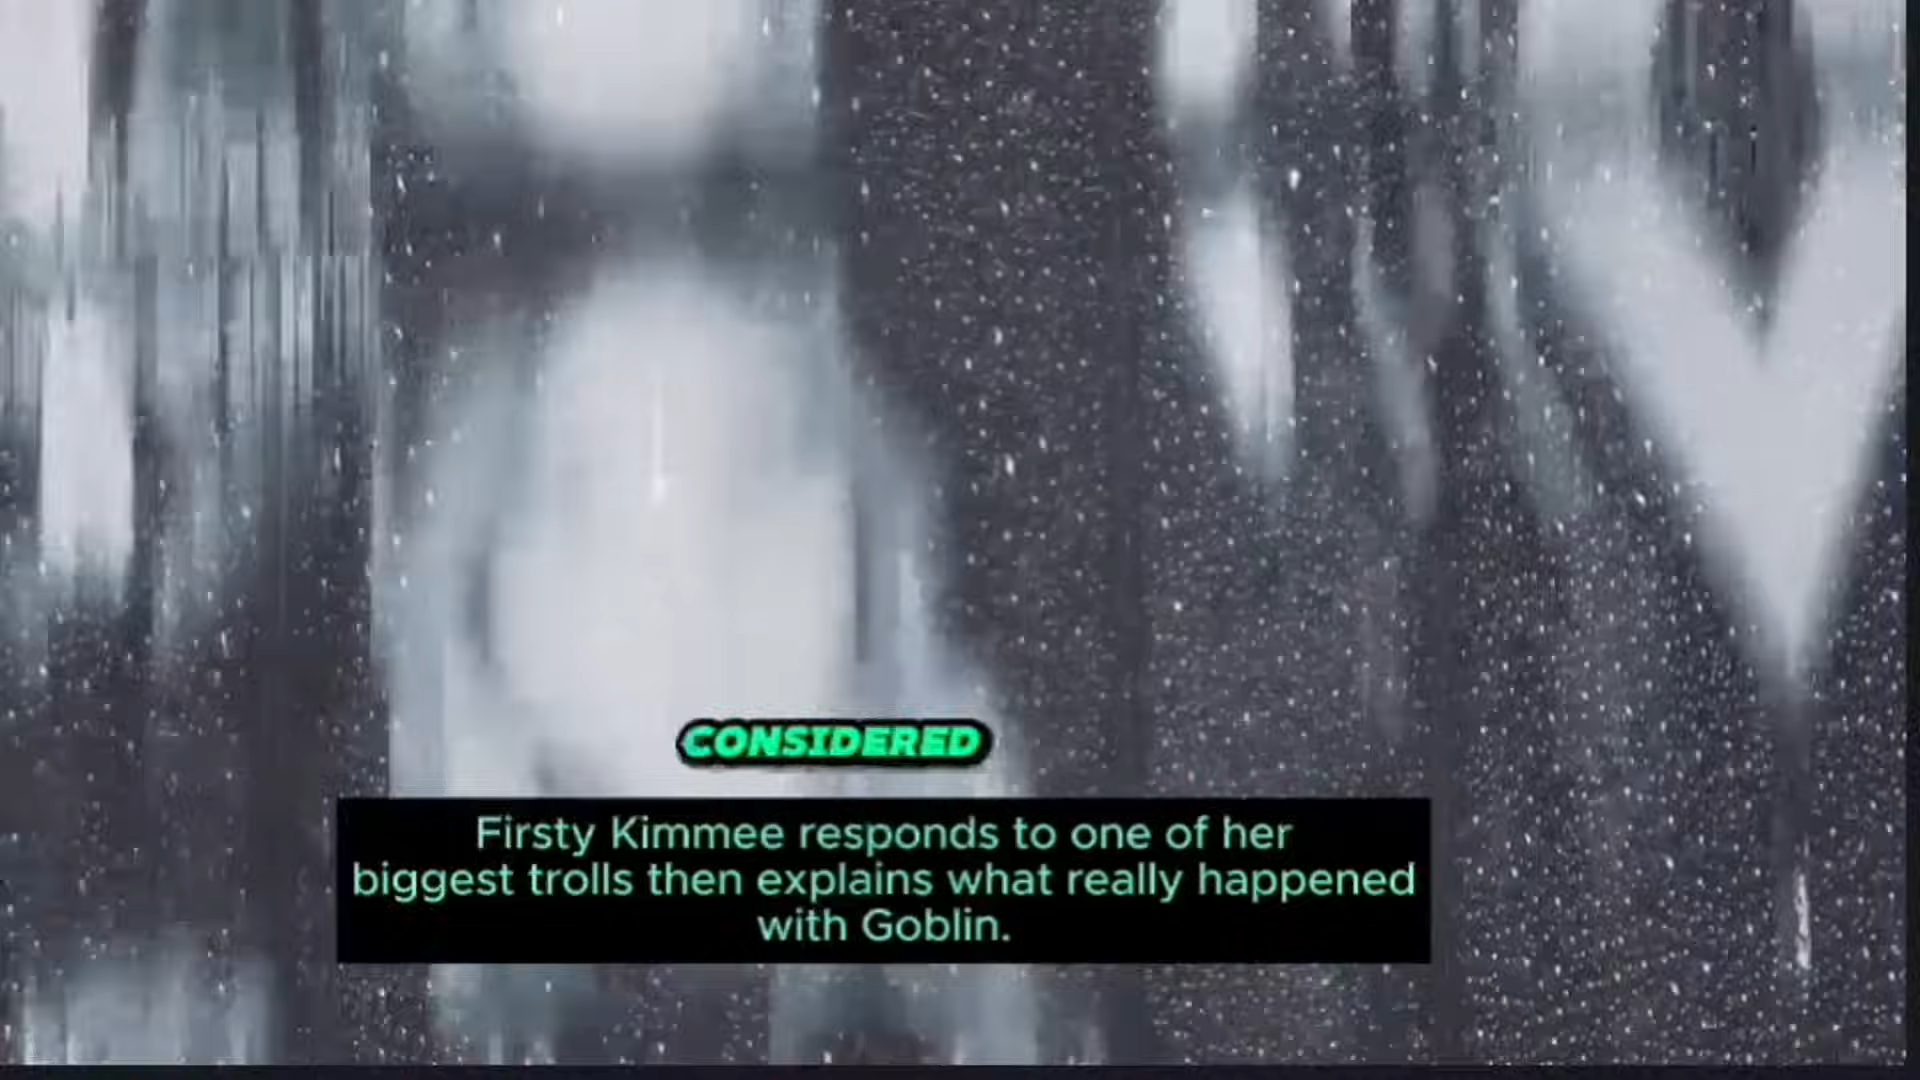 CONSIDERED
Firsty Kimmee responds to one of her
biggest trolls then explains what really happened
with Goblin.